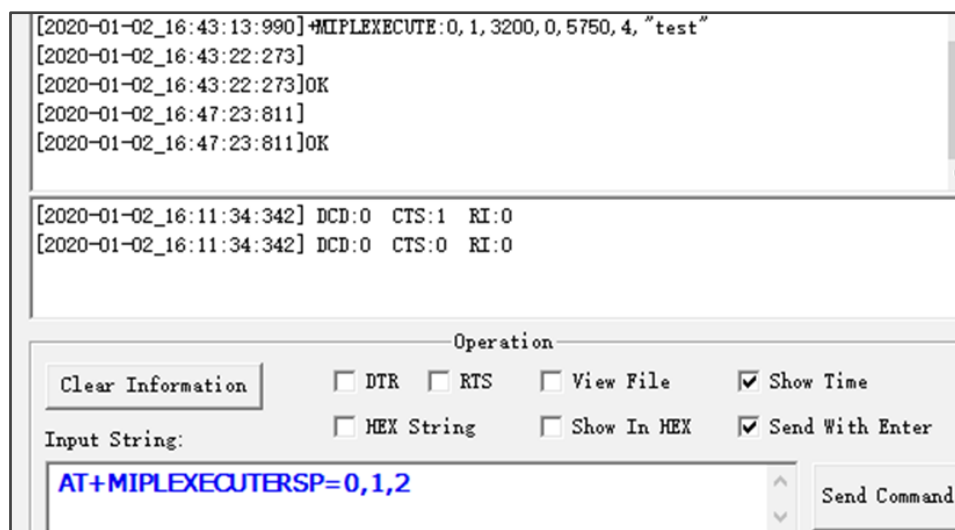 [2020-01-02_16:43:13:990]+MIPLEXECUTE:0,1,3200,0,5750,4,"test"
[2020-01-02_16:43:22:273]
[2020-01-02_16:43:22:273]OK
[2020-01-02_16:47:23:811]
[2020-01-02_16:47:23:811]OK
[2020-01-02_16:11:34:342] DCD:0 CTS:1 RI:0
[2020-01-02_16:11:34:342] DCD:0 CTS:0 RI:0
Operation
Clear Information DTR RTS View File Show Time
HEX String Show In HEX Send With Enter
Input String:
AT+MIPLEXECUTERSP=0,1,2
Send Command